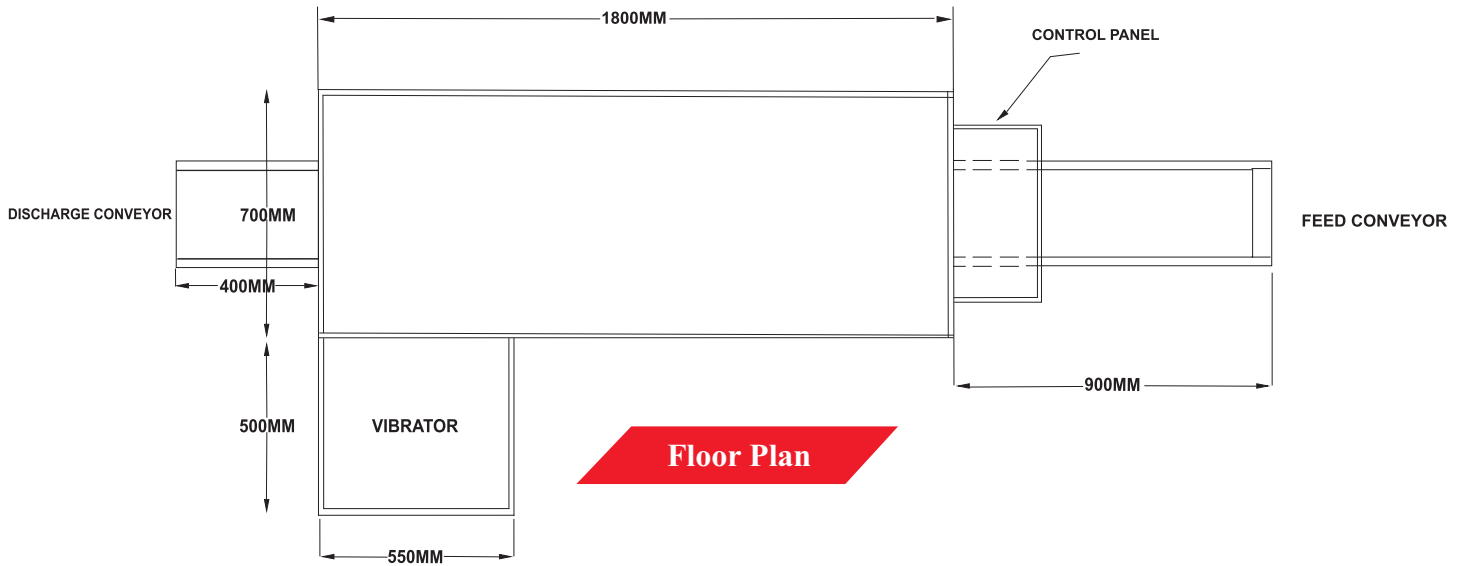 1800MM
CONTROL PANEL
DISCHARGE CONVEYOR
700MM
FEED CONVEYOR
400MM
900MM
500MM
VIBRATOR
Floor Plan
550MM